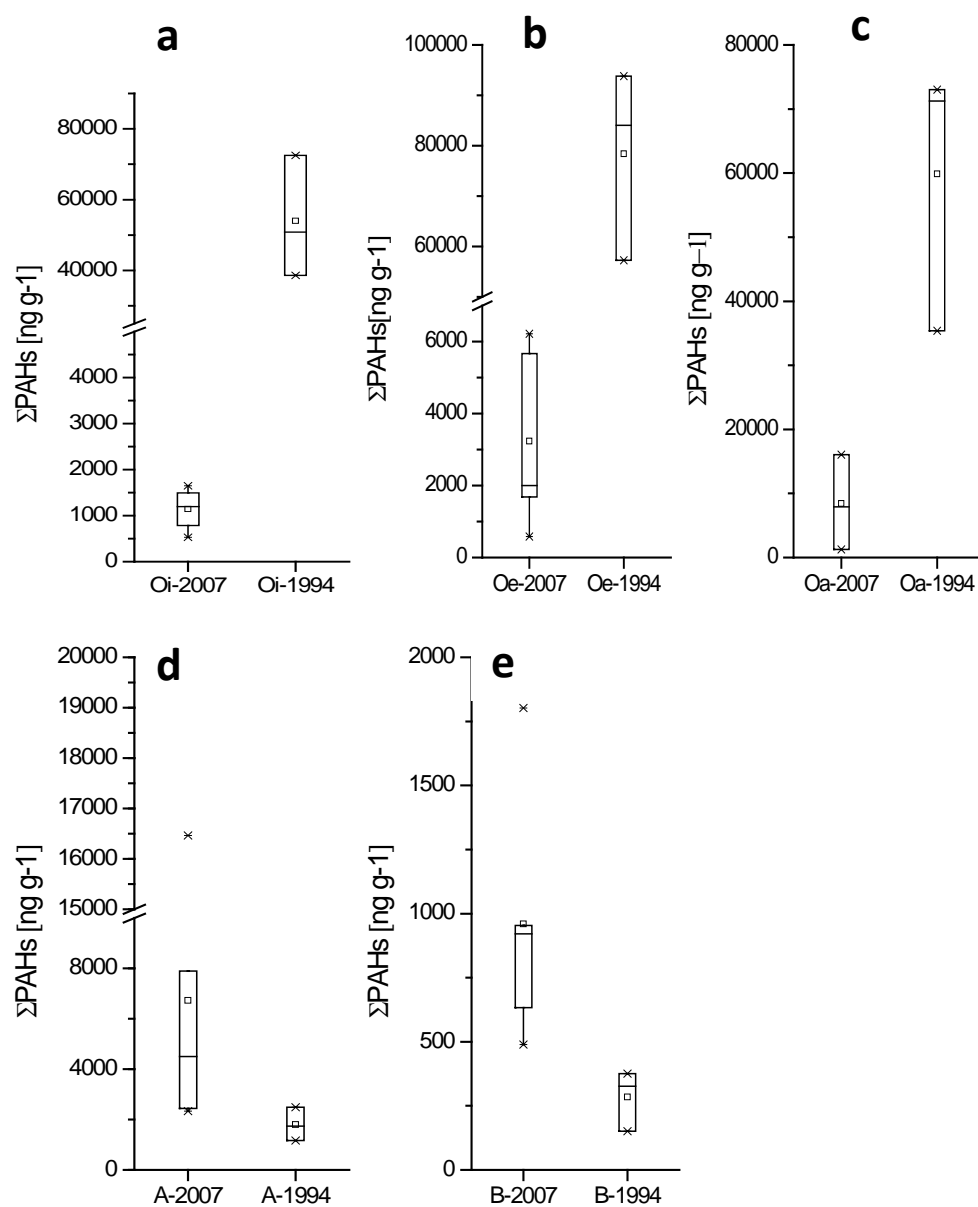 a
ΣPAHs [ng g-1]
80000
60000
40000
4000
3000
2000
1000
0
Oi-2007 Oi-1994
b
ΣPAHs[ng g-1]
100000
80000
60000
6000
4000
2000
0
Oe-2007 Oe-1994
c
ΣPAHs [ng g–1]
80000
60000
40000
20000
0
Oa-2007 Oa-1994
d
ΣPAHs [ng g-1]
20000
19000
18000
17000
16000
15000
8000
4000
0
A-2007 A-1994
e
ΣPAHs [ng g-1]
2000
1500
1000
500
0
B-2007 B-1994